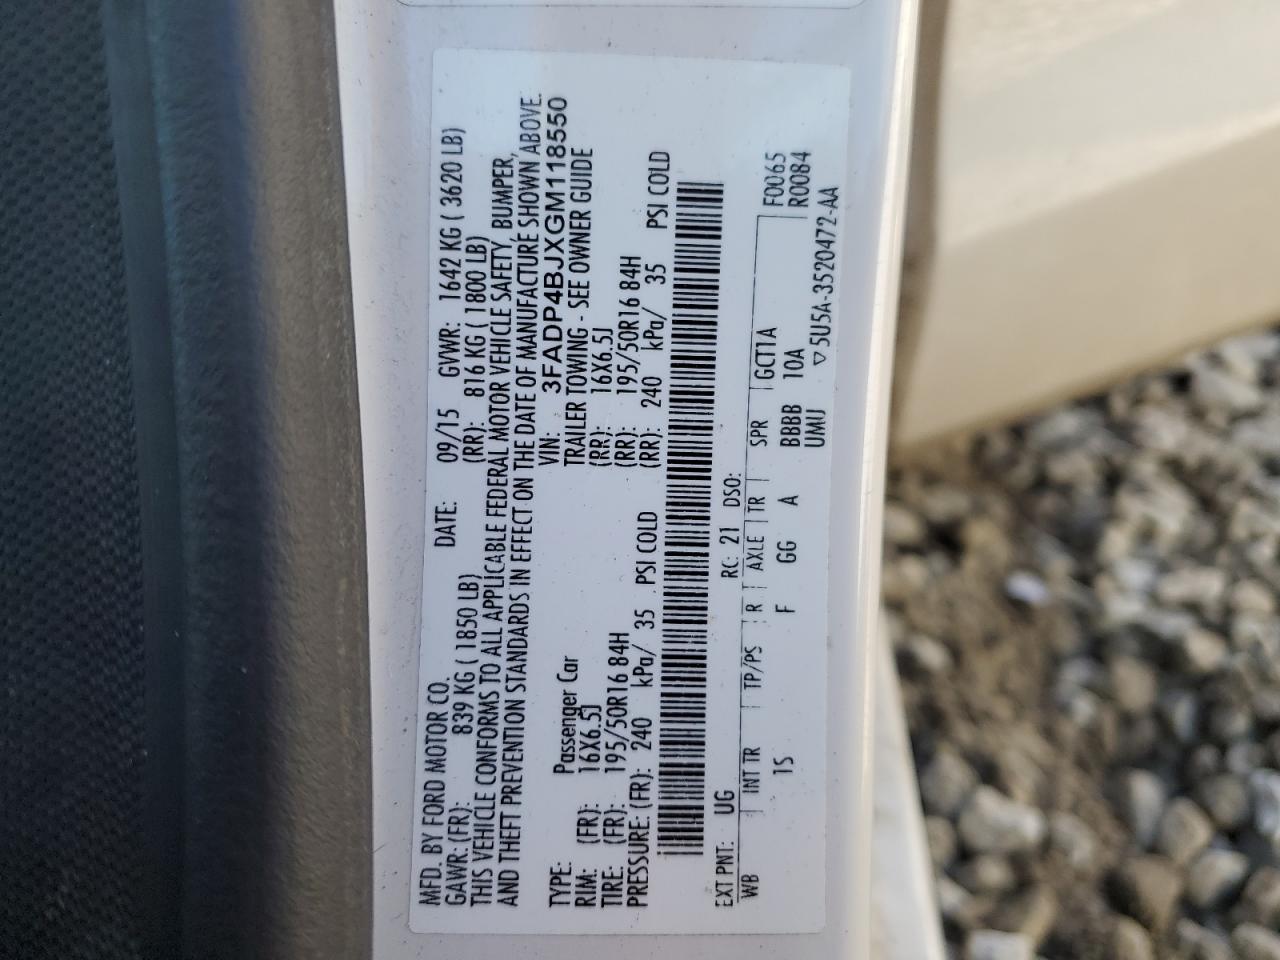 MFD. BY FORD MOTOR CO. DATE: 09/15 GVWR: 1642 KG ( 3620 LB)
GAWR: (FR): 839 KG ( 1850 LB) (RR): 816 KG ( 1800 LB)
THIS VEHICLE CONFORMS TO ALL APPLICABLE FEDERAL MOTOR VEHICLE SAFETY, BUMPER,
AND THEFT PREVENTION STANDARDS IN EFFECT ON THE DATE OF MANUFACTURE SHOWN ABOVE.
VIN: 3FADP4BJXGM118550
TYPE: Passenger Car TRAILER TOWING - SEE OWNER GUIDE
RIM: (FR): 16X6.5J (RR): 16X6.5J
TIRE: (FR): 195/50R16 84H (RR): 195/50R16 84H
PRESSURE: (FR): 240 kPa/ 35 PSI COLD (RR): 240 kPa/ 35 PSI COLD
EXT PNT: UG RC: 21 DSO:
WB INT TR TP/PS R AXLE TR SPR GCT1A F0065
1S F GG A BBBB 10A R0084
UMU
▽5U5A-3520472-AA